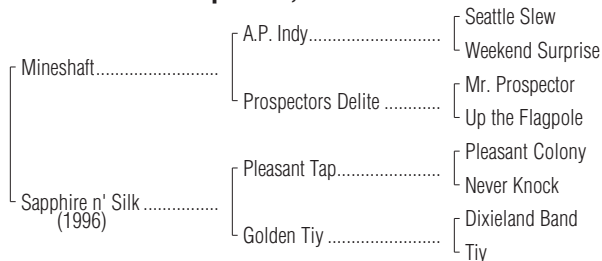 Seattle Slew
A.P. Indy
Weekend Surprise
Mineshaft
Mr. Prospector
Prospectors Delite
Up the Flagpole
Pleasant Colony
Pleasant Tap
Never Knock
Sapphire n' Silk
(1996)
Dixieland Band
Golden Tiy
Tiy